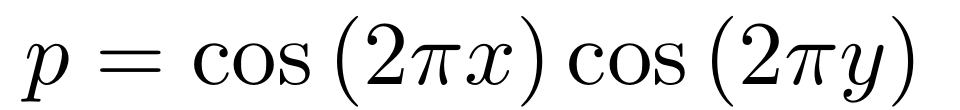 p = cos (2πx) cos (2πy)